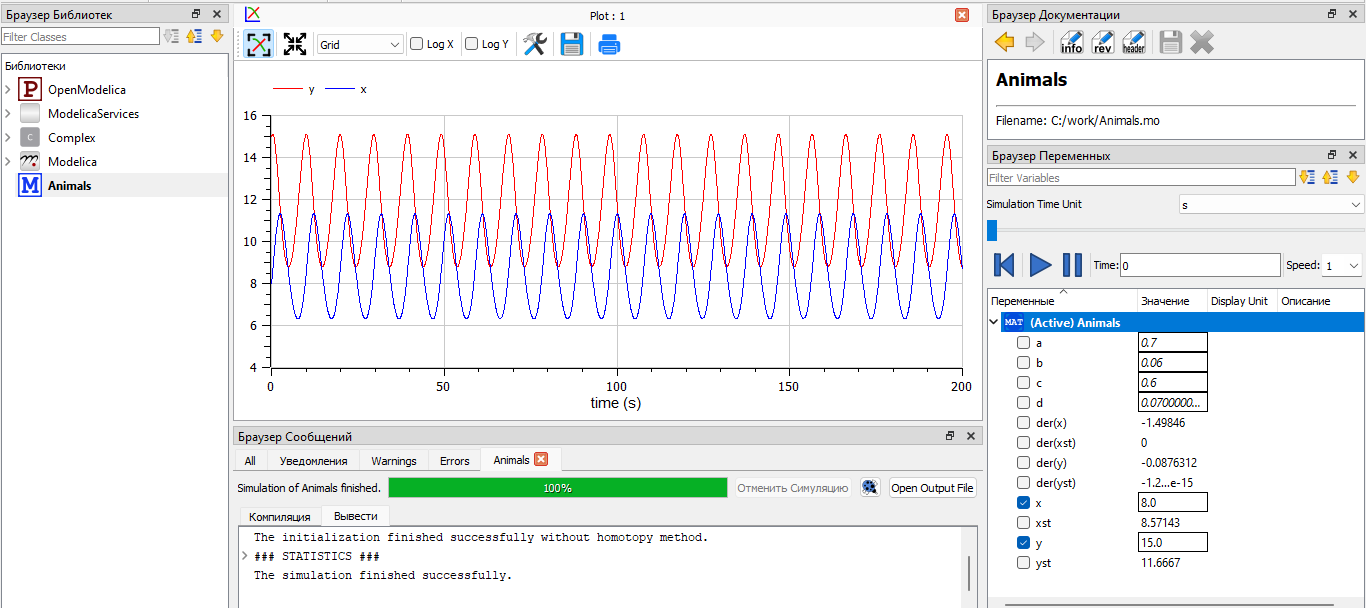 Браузер Библиотек
Filter Classes
Библиотеки
P OpenModelica
ModelicaServices
C Complex
m Modelica
M Animals
Plot : 1
Grid
Log X
Log Y
y x
16
14
12
10
8
6
4
0 50 100 150 200
time (s)
Браузер Сообщений
All Уведомления Warnings Errors Animals
Simulation of Animals finished. 100% Отменить Симуляцию Open Output File
Компиляция Вывести
The initialization finished successfully without homotopy method.
### STATISTICS ###
The simulation finished successfully.
Браузер Документации
info rev header
Animals
Filename: C:/work/Animals.mo
Браузер Переменных
Filter Variables
Simulation Time Unit s
Time: 0 Speed: 1
Переменные Значение Display Unit Описание
MAT (Active) Animals
a 0.7
b 0.06
c 0.6
d 0.0700000...
der(x) -1.49846
der(xst) 0
der(y) -0.0876312
der(yst) -1.2...e-15
x 8.0
xst 8.57143
y 15.0
yst 11.6667